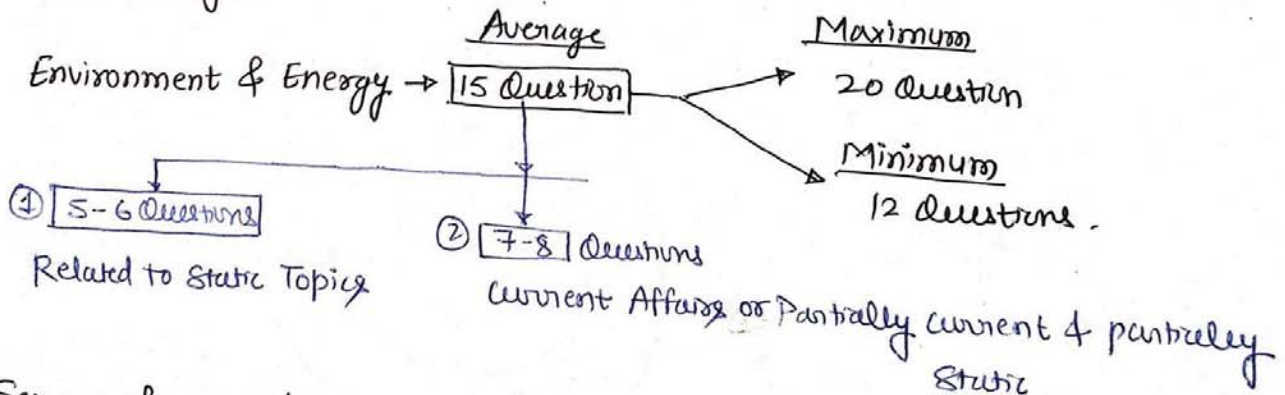 Average
Maximum
Environment & Energy → 15 Question
20 Question
Minimum
12 Questions.
① 5-6 Questions
Related to Static Topics
② 7-8 Questions
Current Affairs or Partially current & partially
Static